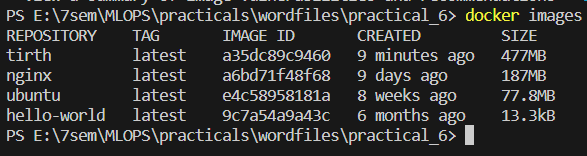 PS E:\7sem\MLOPS\practicals\wordfiles\practical_6> docker images
REPOSITORY TAG IMAGE ID CREATED SIZE
tirth latest a35dc89c9460 9 minutes ago 477MB
nginx latest a6bd71f48f68 9 days ago 187MB
ubuntu latest e4c58958181a 8 weeks ago 77.8MB
hello-world latest 9c7a54a9a43c 6 months ago 13.3kB
PS E:\7sem\MLOPS\practicals\wordfiles\practical_6>